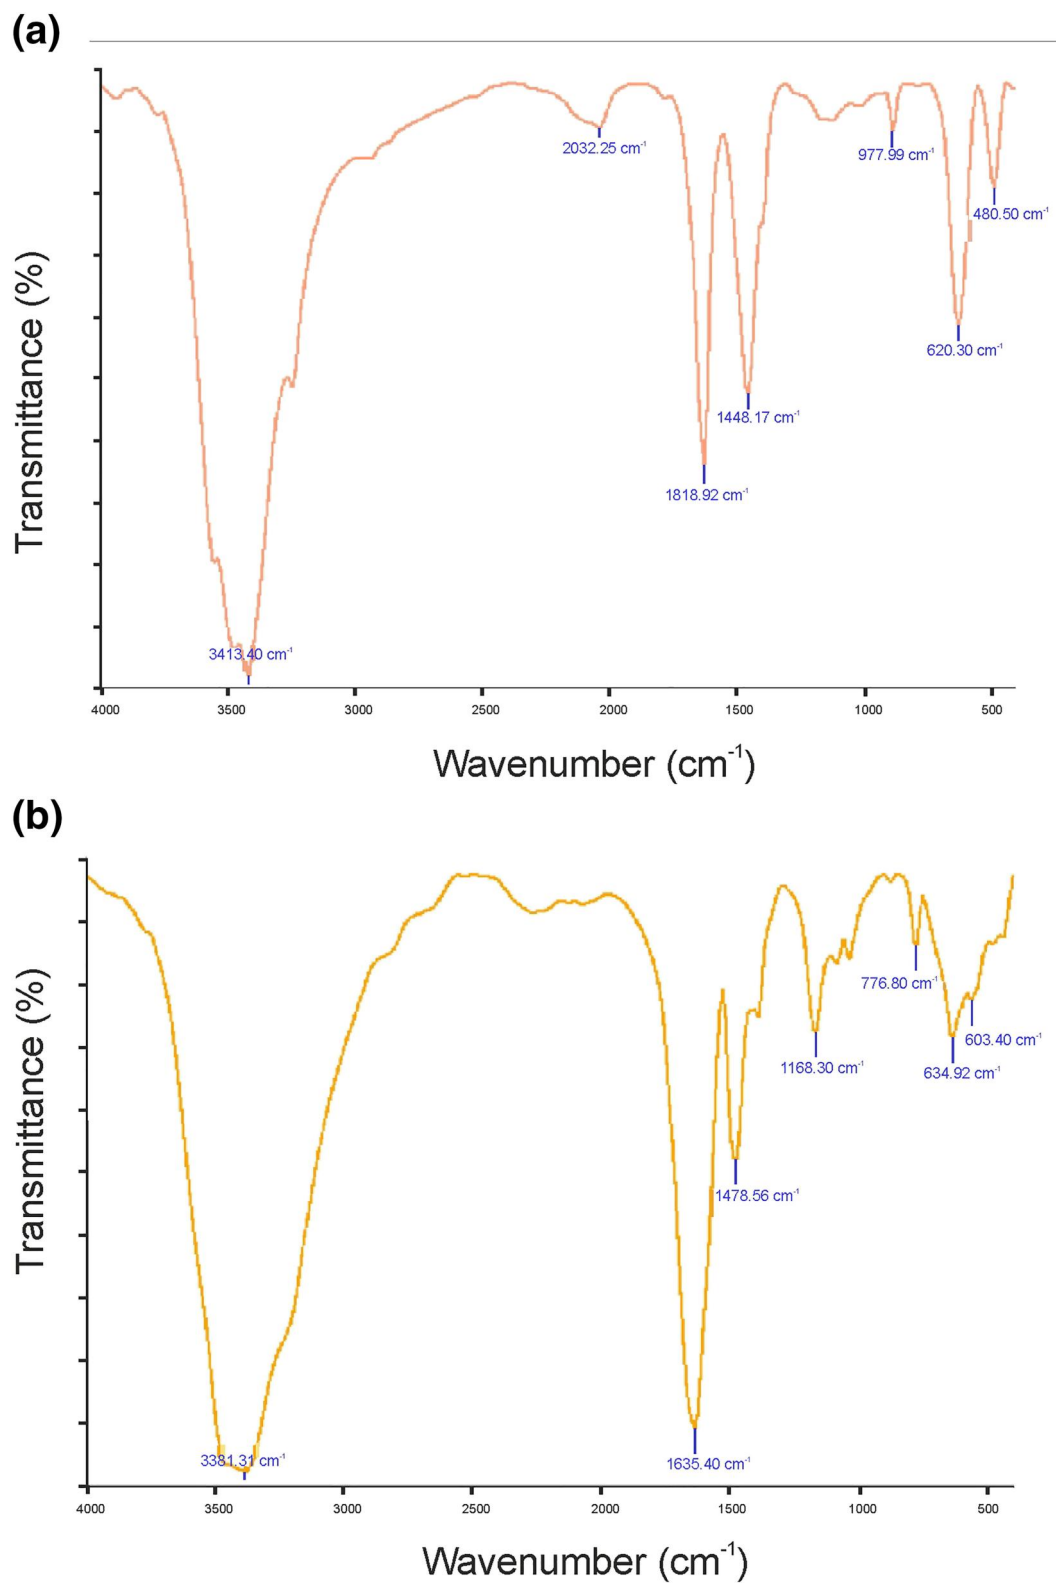 (a)
Transmittance (%)
2032.25 cm⁻¹
977.99 cm⁻¹
480.50 cm⁻¹
620.30 cm⁻¹
1448.17 cm⁻¹
1818.92 cm⁻¹
3413.40 cm⁻¹
4000 3500 3000 2500 2000 1500 1000 500
Wavenumber (cm⁻¹)
(b)
Transmittance (%)
776.80 cm⁻¹
603.40 cm⁻¹
1168.30 cm⁻¹
634.92 cm⁻¹
1478.56 cm⁻¹
3381.31 cm⁻¹
1635.40 cm⁻¹
4000 3500 3000 2500 2000 1500 1000 500
Wavenumber (cm⁻¹)